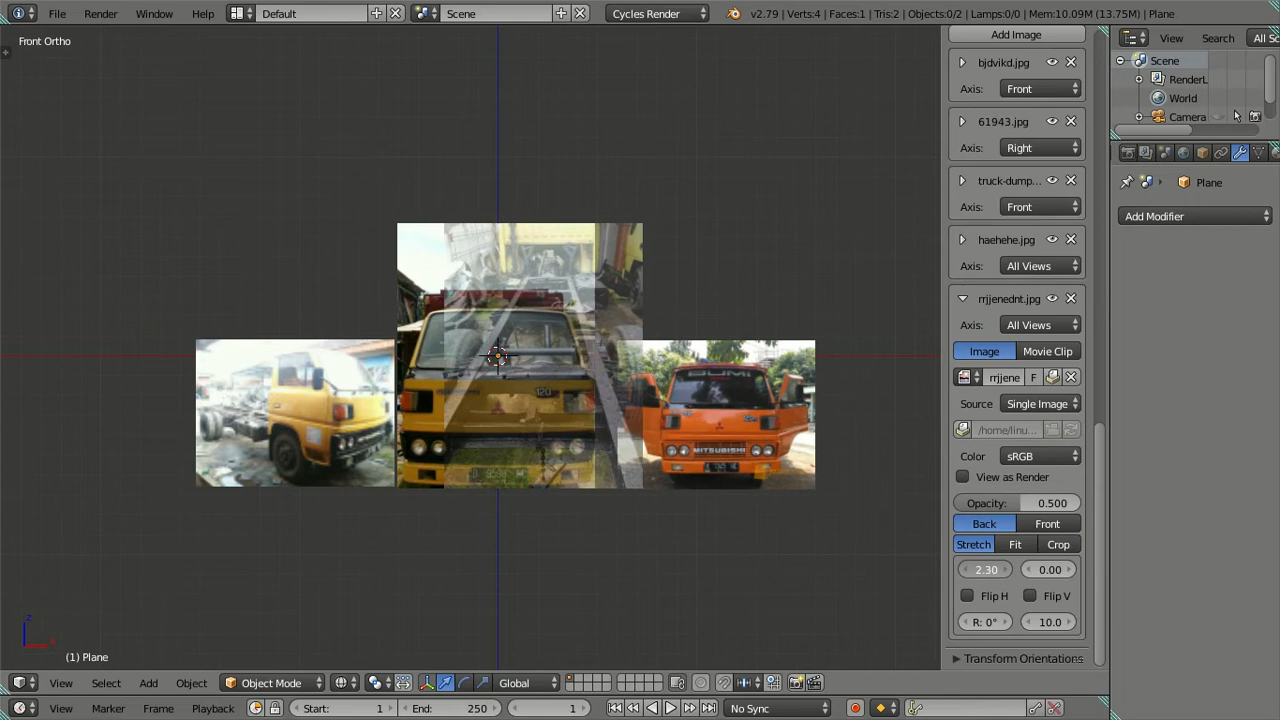 File Render Window Help Default Scene Cycles Render v2.79 | Verts:4 | Faces:1 | Tris:2 | Objects:0/2 | Lamps:0/0 | Mem:10.09M (13.75M) | Plane
Front Ortho
Add Image
View Search All Sc
bjdvikd.jpg
Scene
RenderL
Axis: Front
World
Camera
61943.jpg
Axis: Right
truck-dump...
Plane
Axis: Front
Add Modifier
haehehe.jpg
Axis: All Views
rrjjenednt.jpg
Axis: All Views
Image Movie Clip
rrjjene F
Source Single Image
/home/linu...
Color sRGB
View as Render
Opacity: 0.500
Back Front
Stretch Fit Crop
2.30 0.00
Flip H Flip V
R: 0° 10.0
Transform Orientations
BUMI
120
MITSUBISHI
z
x
(1) Plane
View Select Add Object Object Mode Global
View Marker Frame Playback Start: 1 End: 250 1 No Sync